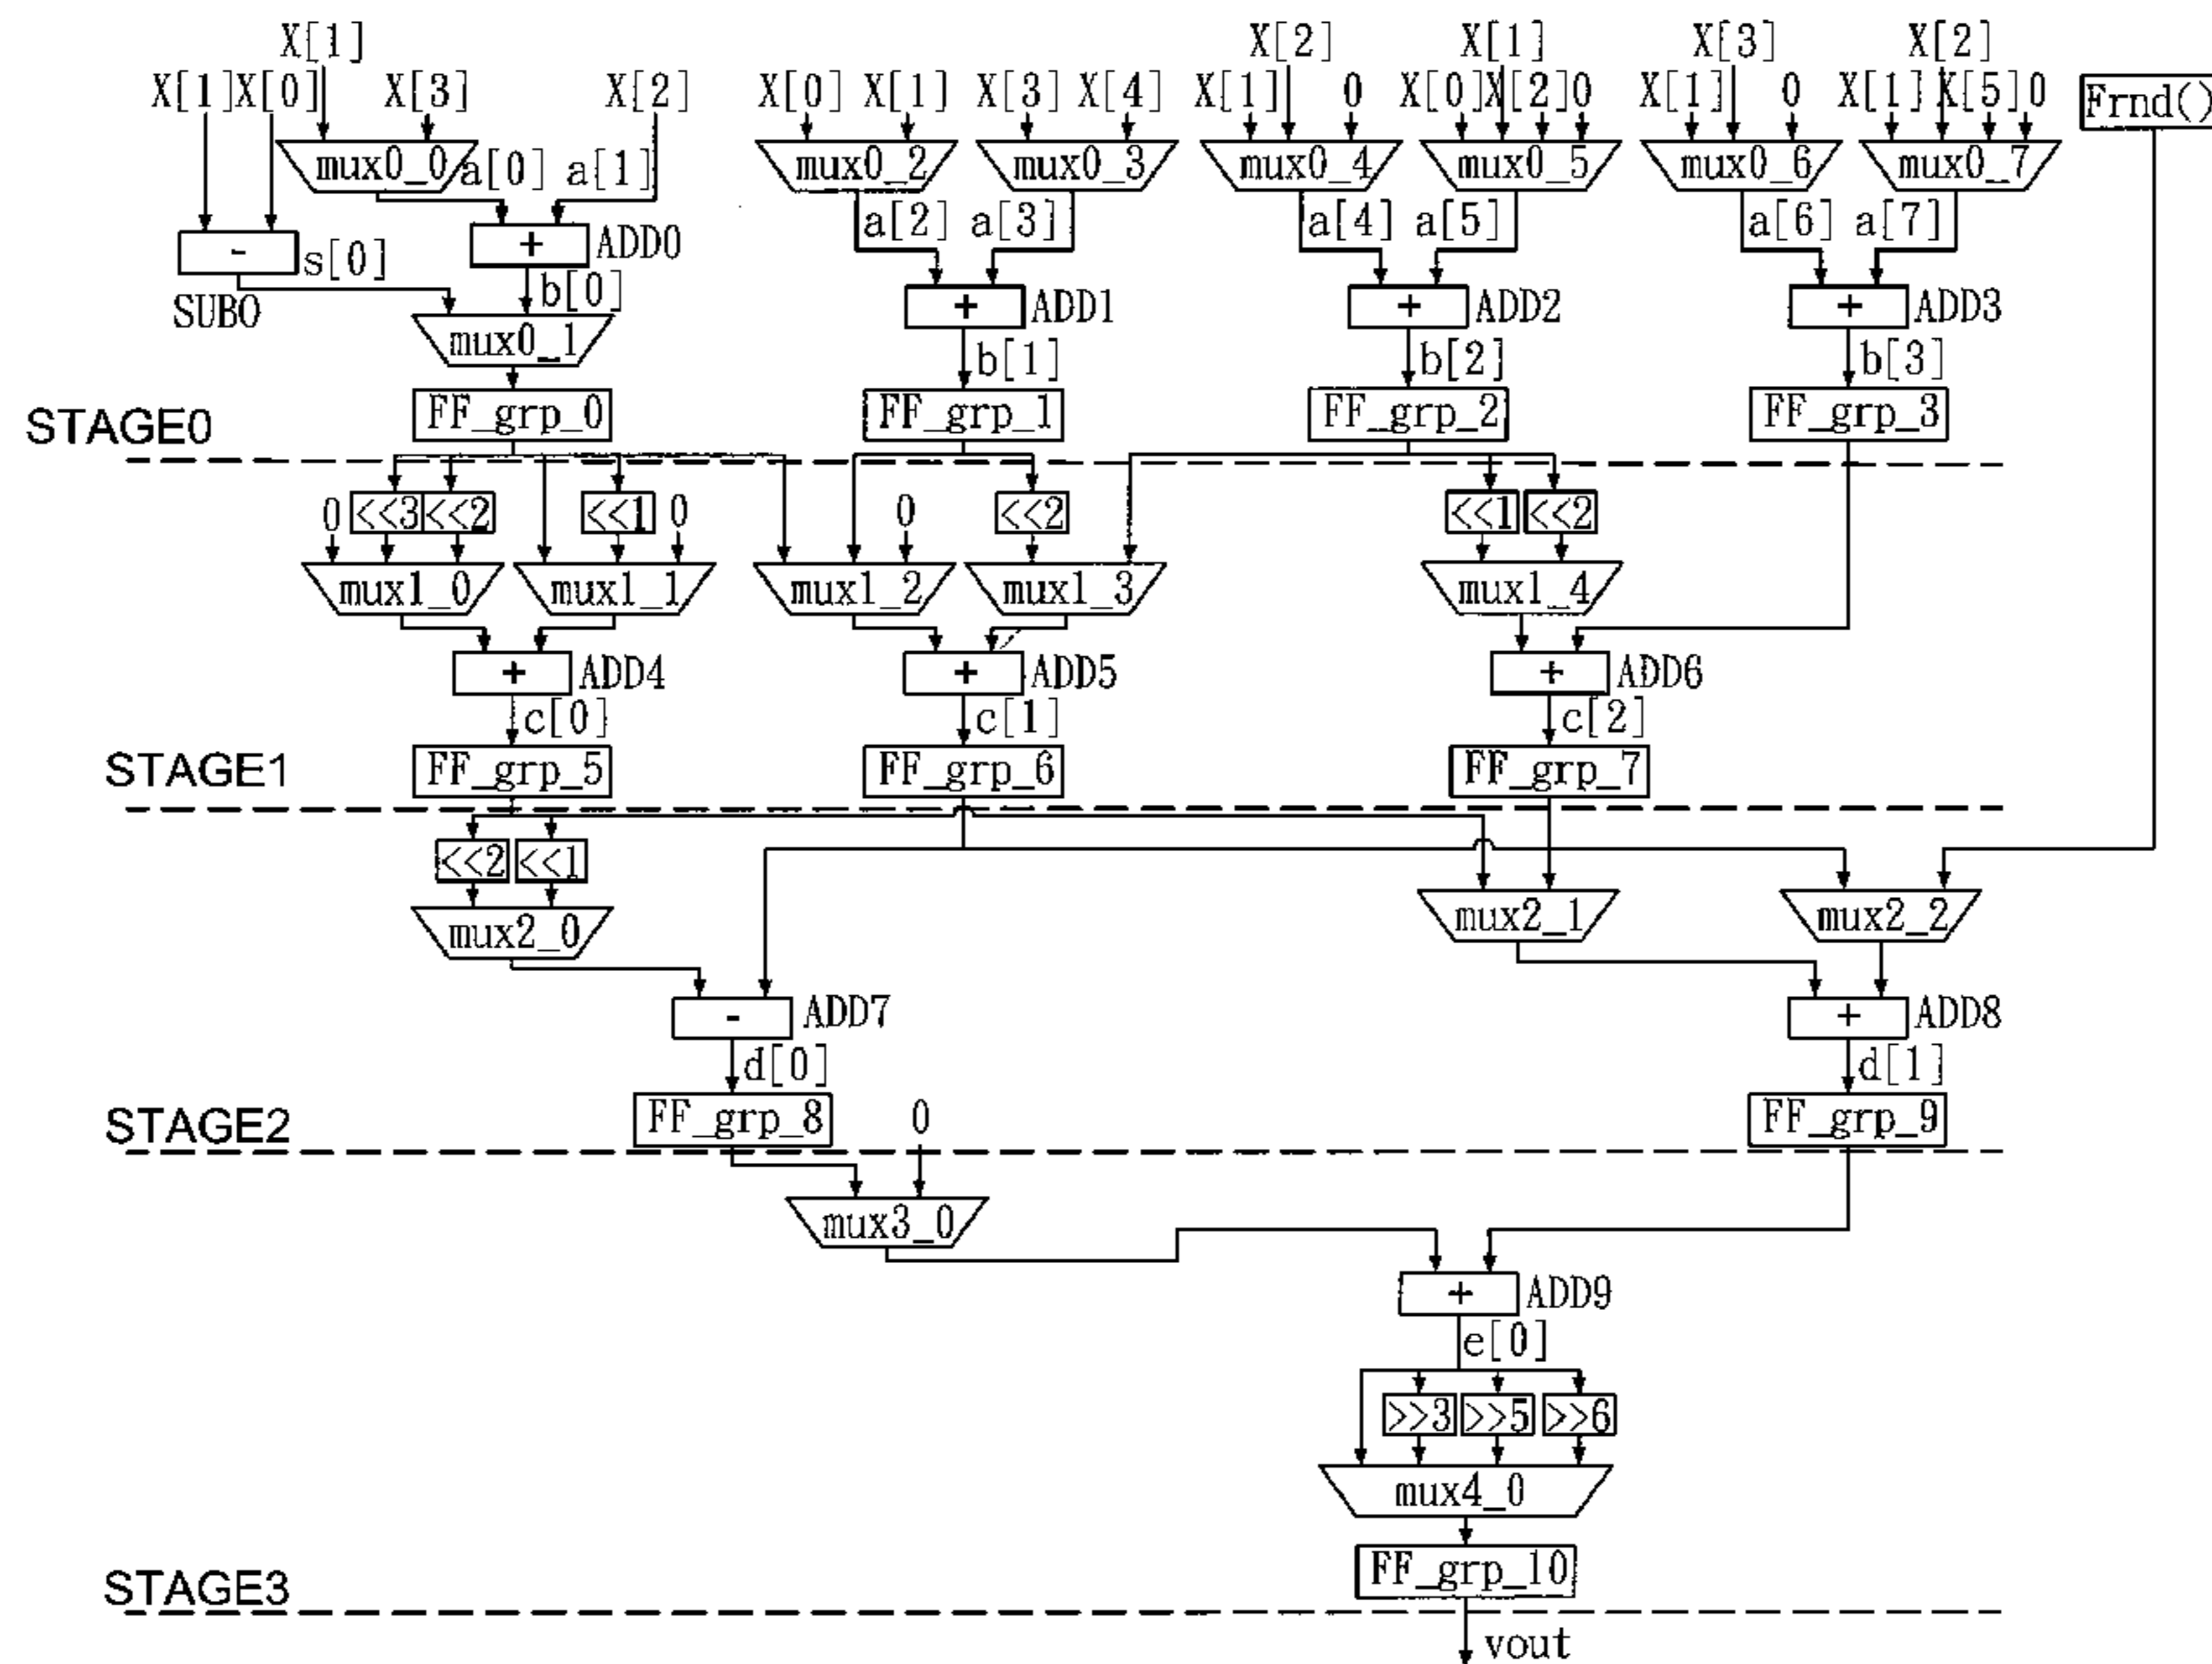 X[1] X[2] X[1] X[3] X[2]
X[1] X[0] X[3] X[2] X[0] X[1] X[3] X[4] X[1] 0 X[0] X[2] 0 X[1] 0 X[1] X[5] 0 Frnd()
mux0_0 a[0] a[1] mux0_2 mux0_3 mux0_4 mux0_5 mux0_6 mux0_7
a[2] a[3] a[4] a[5] a[6] a[7]
- s[0] + ADD0
SUB0 b[0] + ADD1 + ADD2 + ADD3
mux0_1 b[1] b[2] b[3]
STAGE0 FF_grp_0 FF_grp_1 FF_grp_2 FF_grp_3
0 <<3 <<2 <<1 0 0 <<2 <<1 <<2
mux1_0 mux1_1 mux1_2 mux1_3 mux1_4
+ ADD4 + ADD5 + ADD6
c[0] c[1] c[2]
STAGE1 FF_grp_5 FF_grp_6 FF_grp_7
<<2 <<1
mux2_0 mux2_1 mux2_2
- ADD7 + ADD8
d[0] d[1]
STAGE2 FF_grp_8 0 FF_grp_9
mux3_0
+ ADD9
e[0]
>>3 >>5 >>6
mux4_0
STAGE3 FF_grp_10
vout